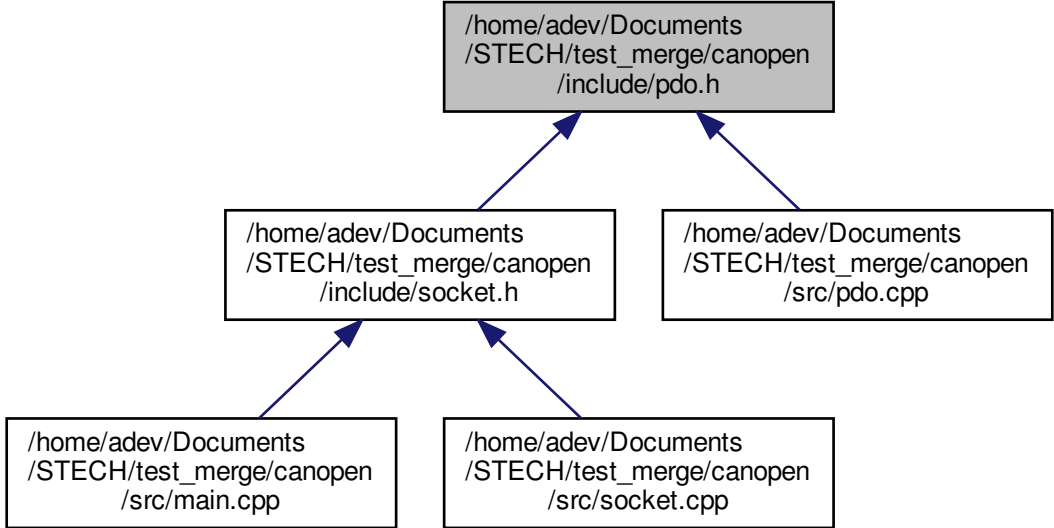 /home/adev/Documents
/STECH/test_merge/canopen
/include/pdo.h
/home/adev/Documents
/STECH/test_merge/canopen
/include/socket.h
/home/adev/Documents
/STECH/test_merge/canopen
/src/pdo.cpp
/home/adev/Documents
/STECH/test_merge/canopen
/src/main.cpp
/home/adev/Documents
/STECH/test_merge/canopen
/src/socket.cpp